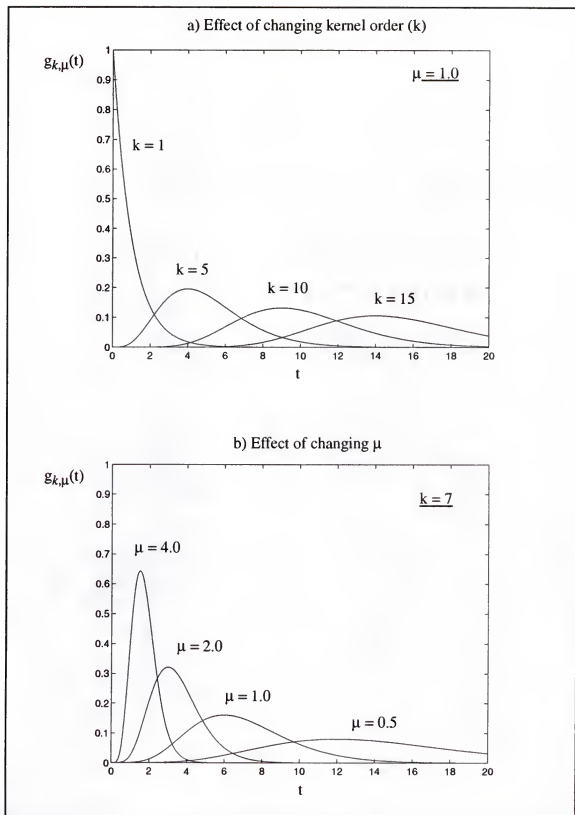 a) Effect of changing kernel order (k)
g_{k,μ}(t)
μ = 1.0
1
0.9
0.8
0.7
0.6
0.5
0.4
0.3
0.2
0.1
0
k = 1
k = 5
k = 10
k = 15
0 2 4 6 8 10 12 14 16 18 20
t
b) Effect of changing μ
g_{k,μ}(t)
k = 7
1
0.9
0.8
0.7
0.6
0.5
0.4
0.3
0.2
0.1
0
μ = 4.0
μ = 2.0
μ = 1.0
μ = 0.5
0 2 4 6 8 10 12 14 16 18 20
t